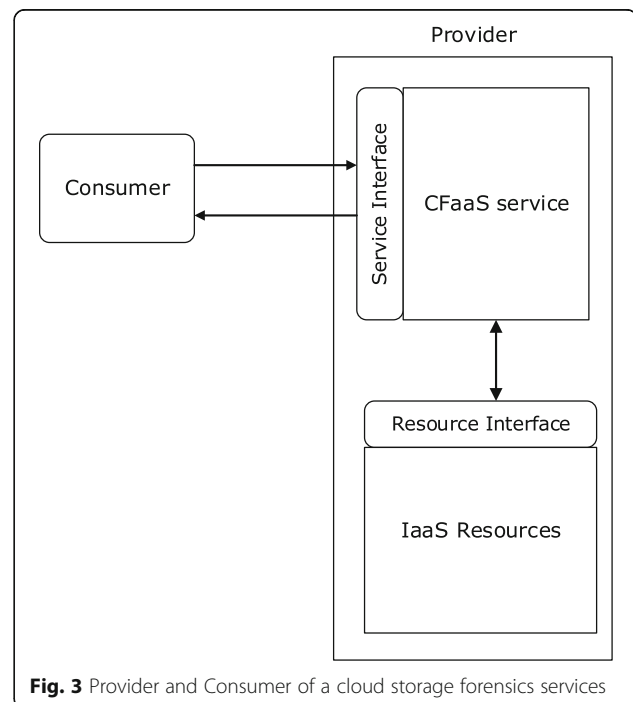 Provider
Consumer
Service Interface
CFaaS service
Resource Interface
IaaS Resources
Fig. 3 Provider and Consumer of a cloud storage forensics services